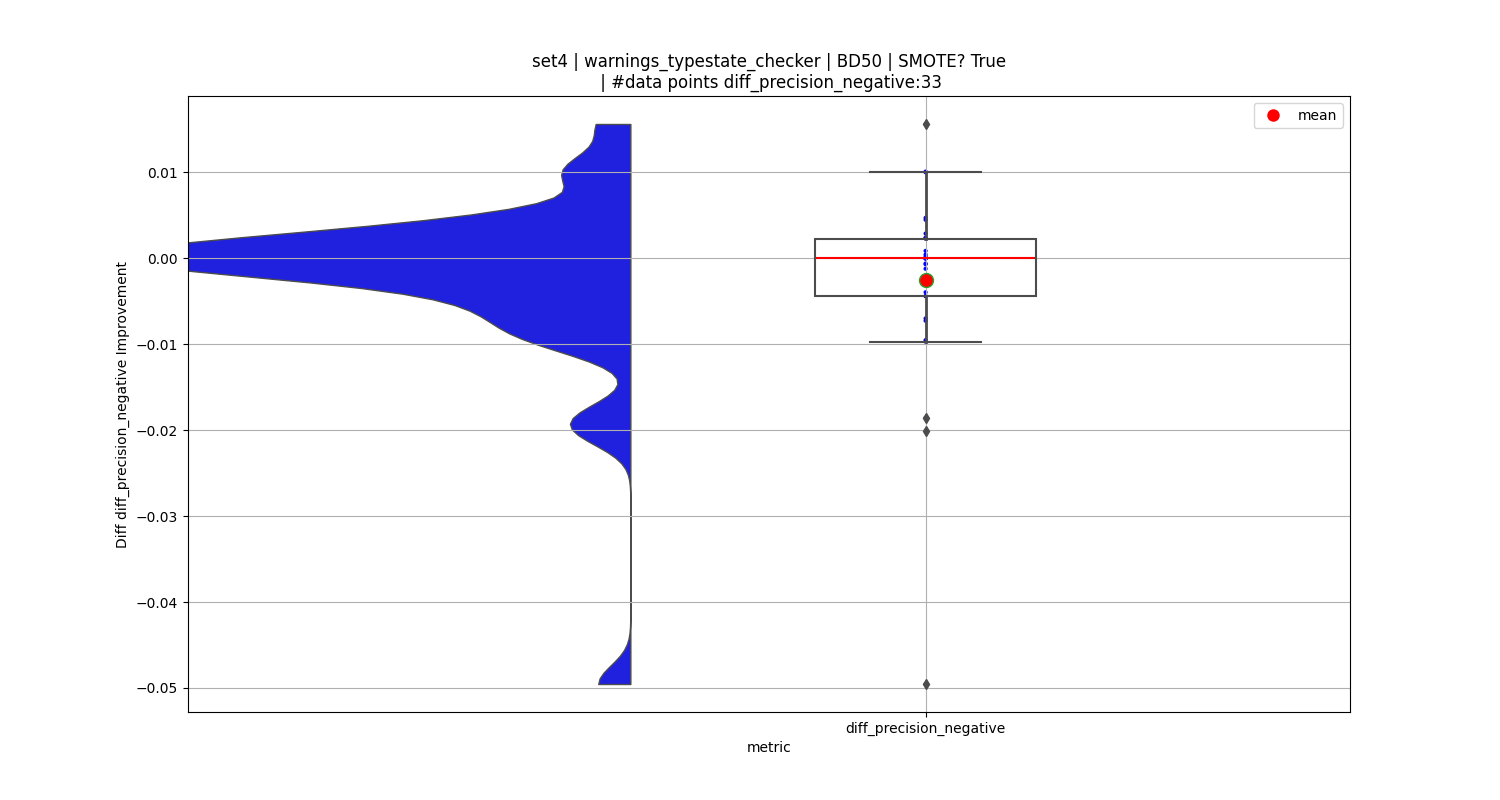 set4 | warnings_typestate_checker | BD50 | SMOTE? True
| #data points diff_precision_negative:33
mean
0.01
0.00
−0.01
−0.02
−0.03
−0.04
−0.05
Diff diff_precision_negative Improvement
diff_precision_negative
metric